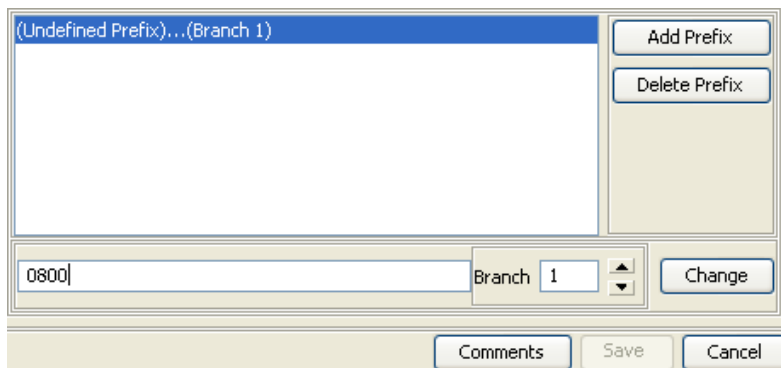 (Undefined Prefix)...(Branch 1)
Add Prefix
Delete Prefix
0800
Branch 1
Change
Comments
Save
Cancel